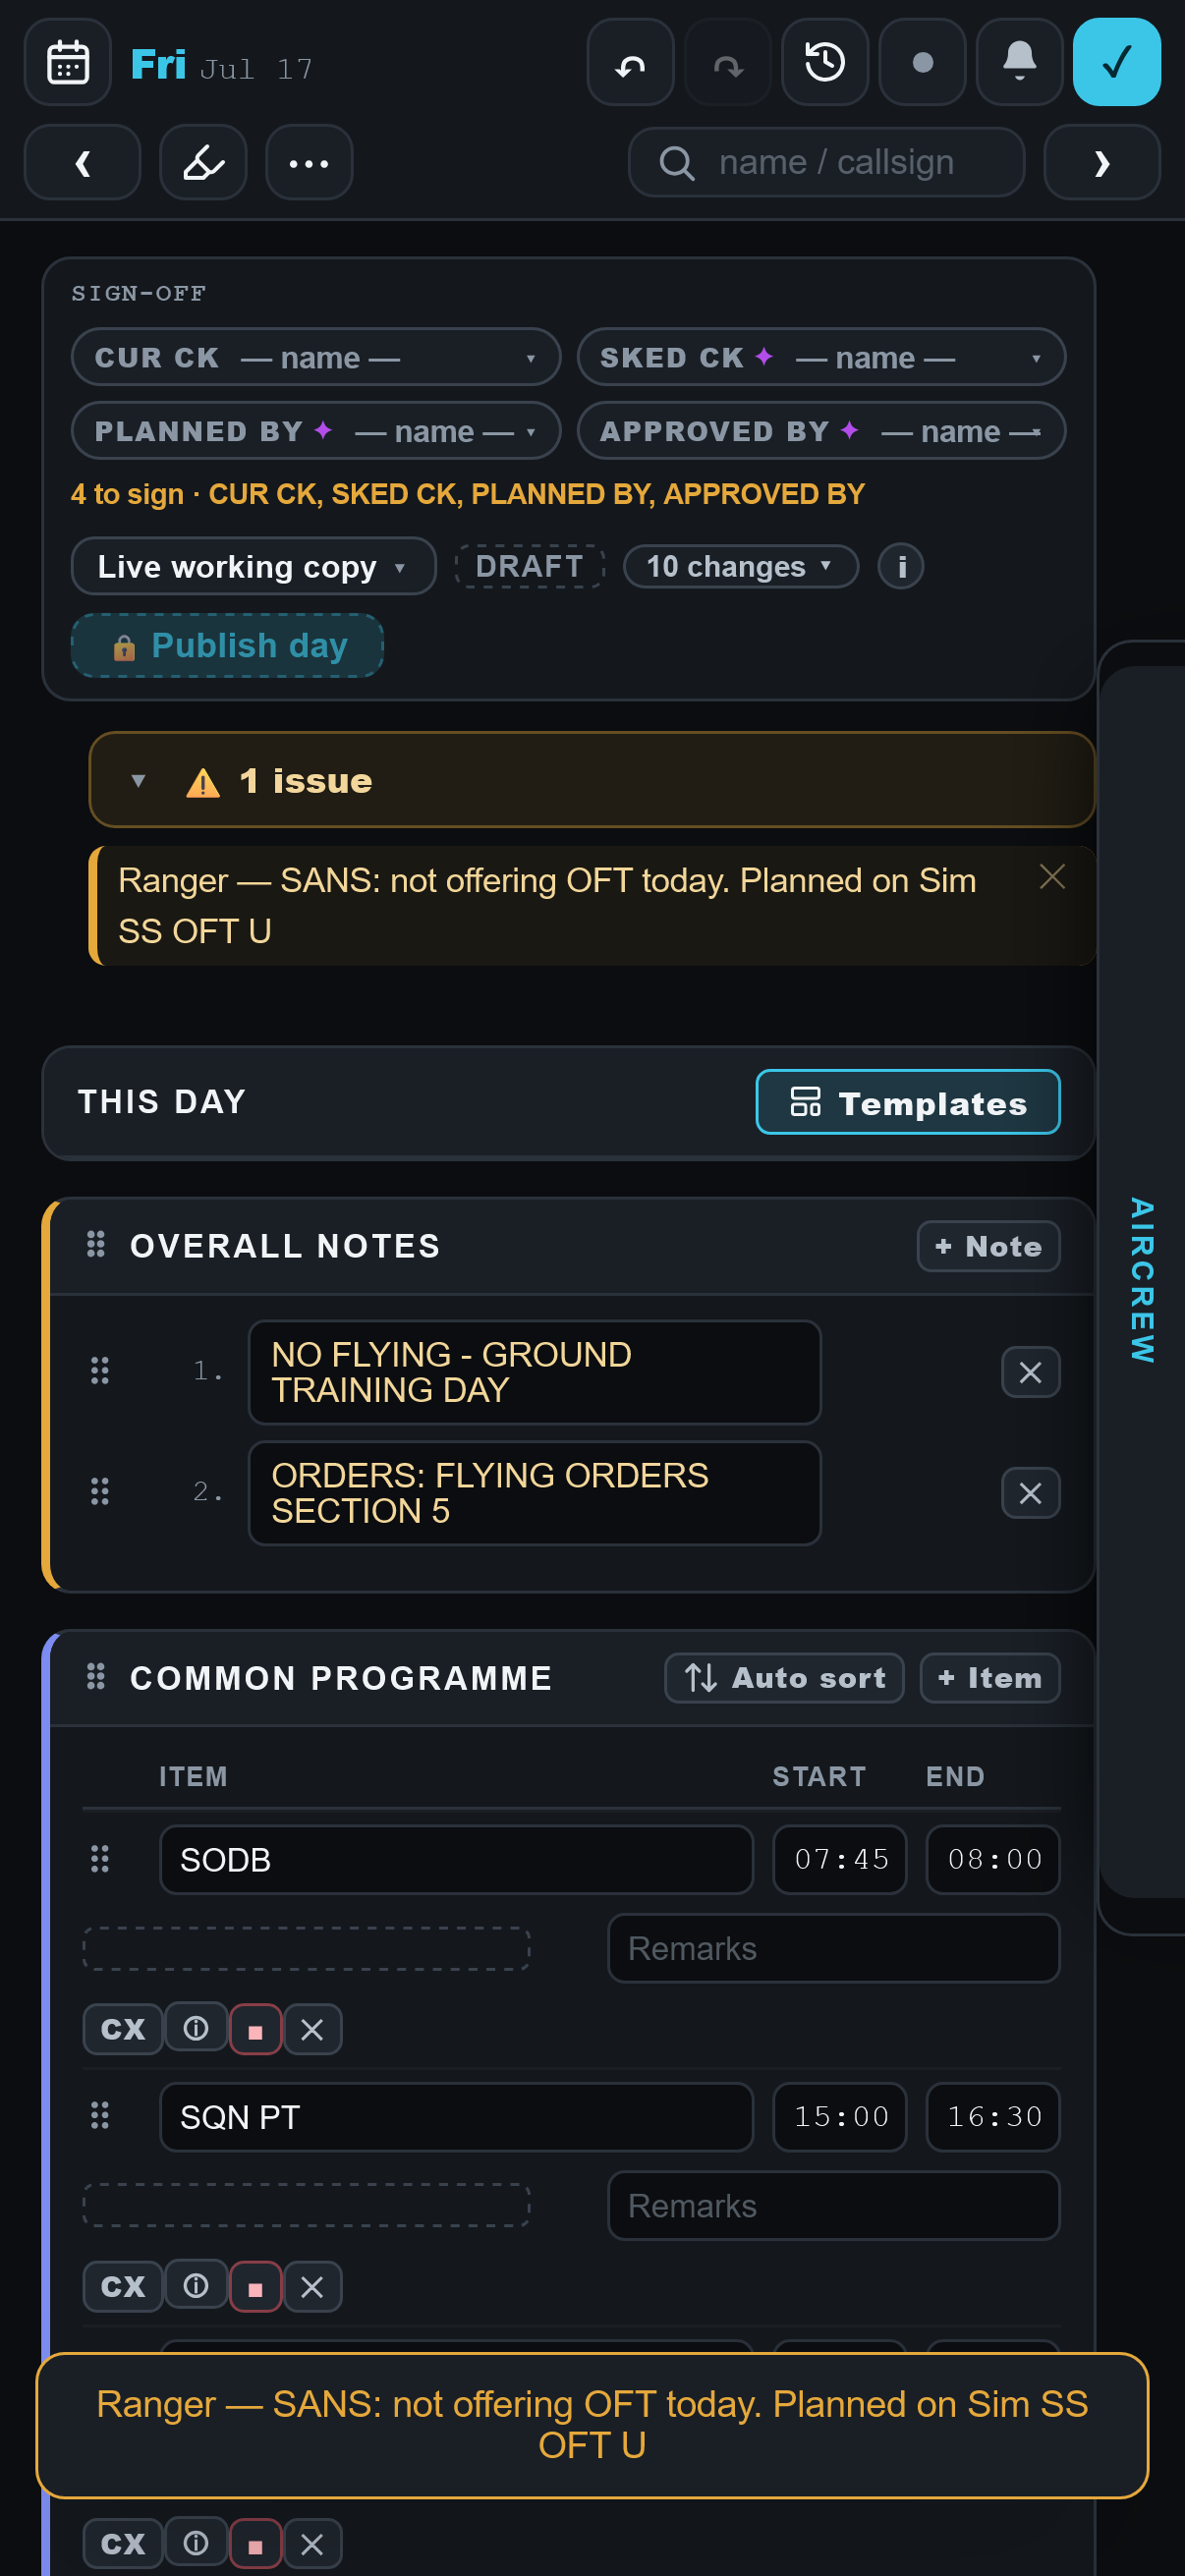 Fri Jul 17
name / callsign
SIGN-OFF
CUR CK — name —
SKED CK — name —
PLANNED BY — name —
APPROVED BY — name —
4 to sign · CUR CK, SKED CK, PLANNED BY, APPROVED BY
Live working copy
DRAFT
10 changes
Publish day
1 issue
Ranger — SANS: not offering OFT today. Planned on Sim
SS OFT U
THIS DAY
Templates
AIRCREW
OVERALL NOTES
+ Note
1.
NO FLYING - GROUND
TRAINING DAY
2.
ORDERS: FLYING ORDERS
SECTION 5
COMMON PROGRAMME
Auto sort
+ Item
ITEM START END
SODB 07:45 08:00
Remarks
CX
SQN PT 15:00 16:30
Remarks
CX
Ranger — SANS: not offering OFT today. Planned on Sim SS
OFT U
CX